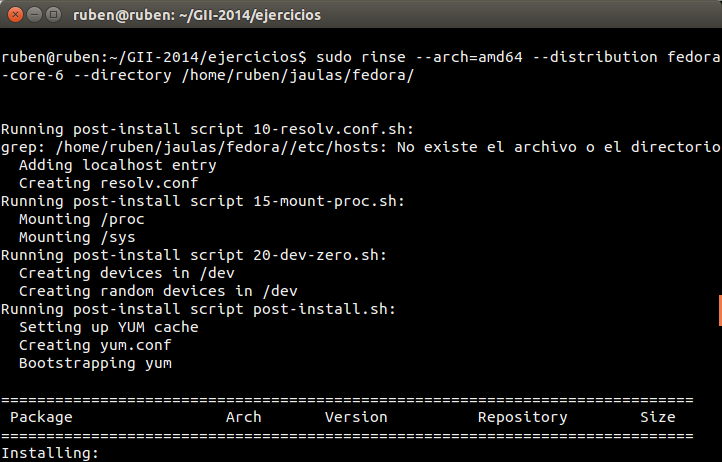 ruben@ruben: ~/GII-2014/ejercicios
ruben@ruben:~/GII-2014/ejercicios$ sudo rinse --arch=amd64 --distribution fedora
-core-6 --directory /home/ruben/jaulas/fedora/
Running post-install script 10-resolv.conf.sh:
grep: /home/ruben/jaulas/fedora//etc/hosts: No existe el archivo o el directorio
  Adding localhost entry
  Creating resolv.conf
Running post-install script 15-mount-proc.sh:
  Mounting /proc
  Mounting /sys
Running post-install script 20-dev-zero.sh:
  Creating devices in /dev
  Creating random devices in /dev
Running post-install script post-install.sh:
  Setting up YUM cache
  Creating yum.conf
  Bootstrapping yum
=============================================================================
 Package                 Arch       Version          Repository        Size
=============================================================================
Installing: